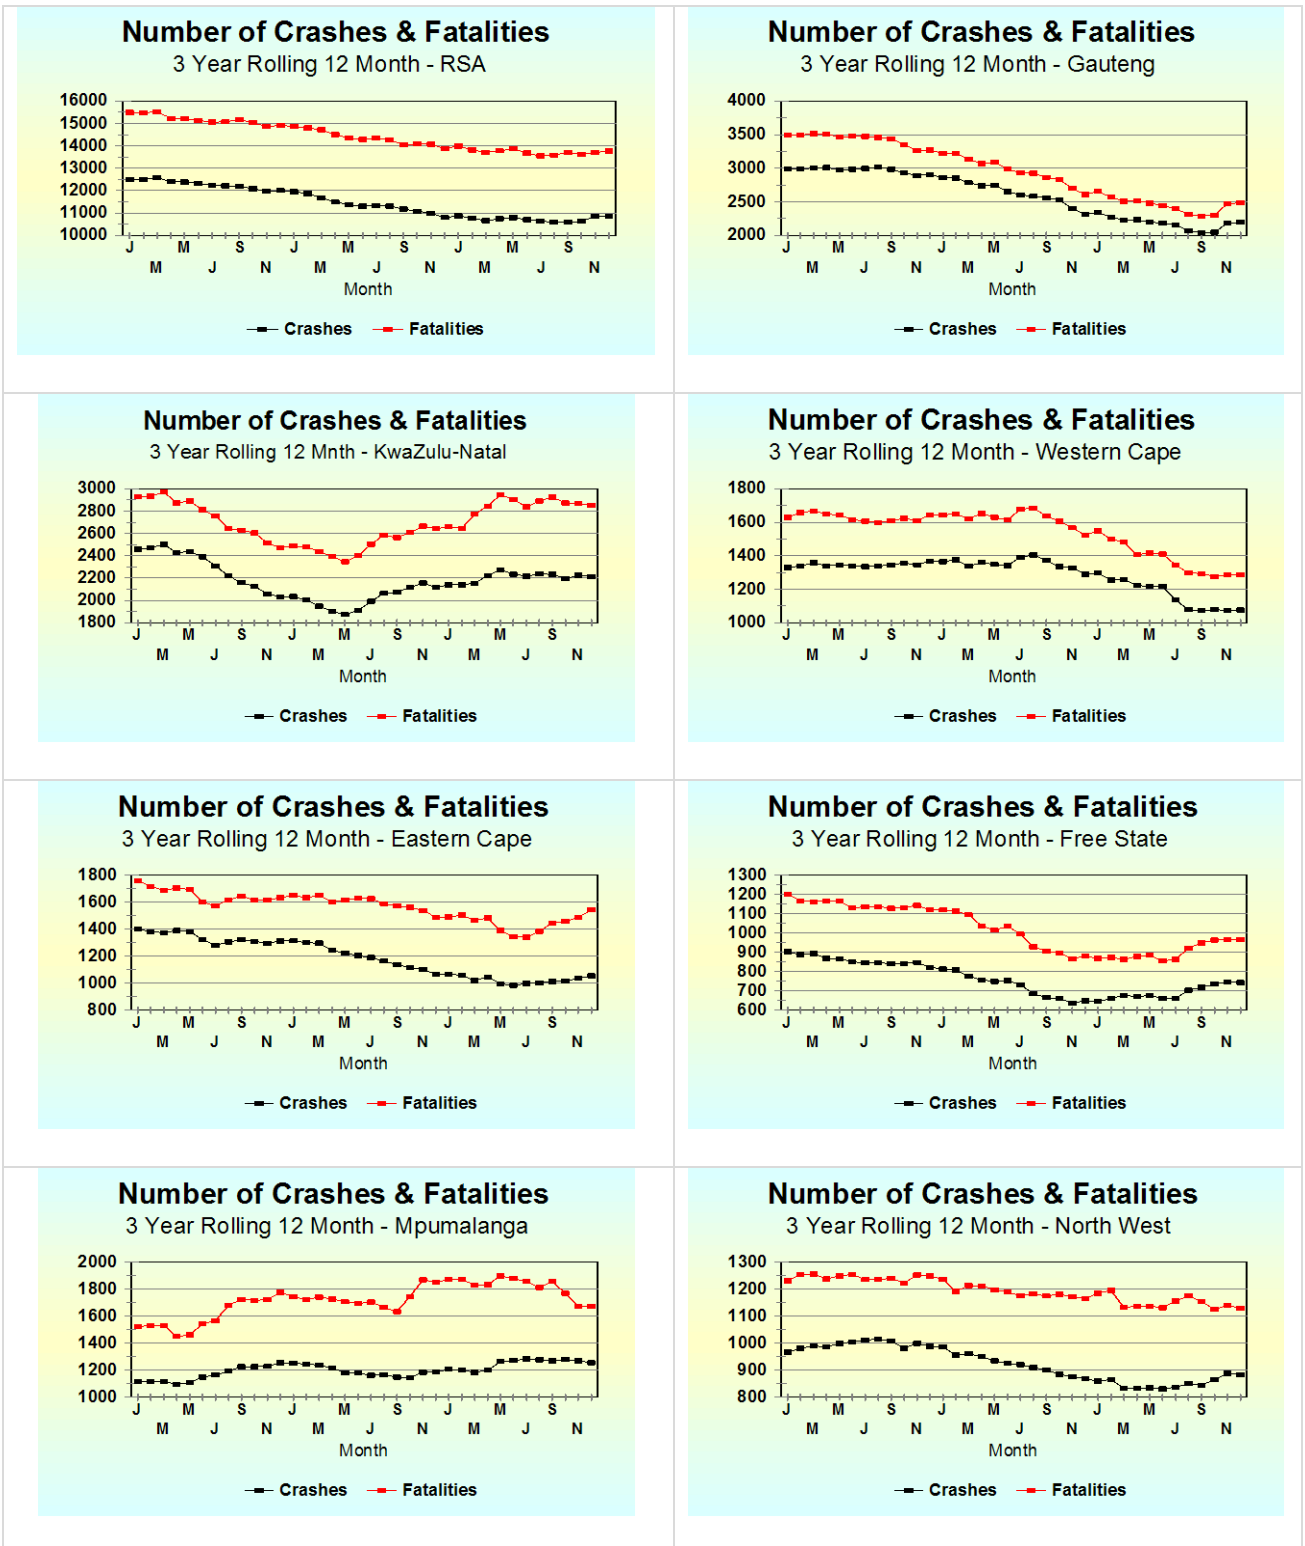 Number of Crashes & Fatalities
3 Year Rolling 12 Month - RSA
16000
15000
14000
13000
12000
11000
10000
J M S J M S J M S
M J N M J N M J N
Month
Crashes Fatalities
Number of Crashes & Fatalities
3 Year Rolling 12 Month - Gauteng
4000
3500
3000
2500
2000
J M S J M S J M S
M J N M J N M J N
Month
Crashes Fatalities
Number of Crashes & Fatalities
3 Year Rolling 12 Mnth - KwaZulu-Natal
3000
2800
2600
2400
2200
2000
1800
J M S J M S J M S
M J N M J N M J N
Month
Crashes Fatalities
Number of Crashes & Fatalities
3 Year Rolling 12 Month - Western Cape
1800
1600
1400
1200
1000
J M S J M S J M S
M J N M J N M J N
Month
Crashes Fatalities
Number of Crashes & Fatalities
3 Year Rolling 12 Month - Eastern Cape
1800
1600
1400
1200
1000
800
J M S J M S J M S
M J N M J N M J N
Month
Crashes Fatalities
Number of Crashes & Fatalities
3 Year Rolling 12 Month - Free State
1300
1200
1100
1000
900
800
700
600
J M S J M S J M S
M J N M J N M J N
Month
Crashes Fatalities
Number of Crashes & Fatalities
3 Year Rolling 12 Month - Mpumalanga
2000
1800
1600
1400
1200
1000
J M S J M S J M S
M J N M J N M J N
Month
Crashes Fatalities
Number of Crashes & Fatalities
3 Year Rolling 12 Month - North West
1300
1200
1100
1000
900
800
J M S J M S J M S
M J N M J N M J N
Month
Crashes Fatalities